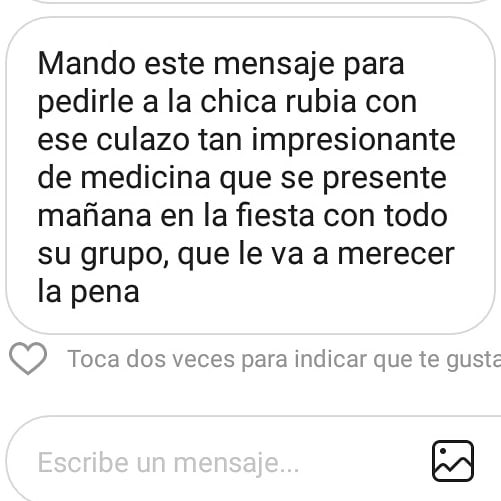 Mando este mensaje para
pedirle a la chica rubia con
ese culazo tan impresionante
de medicina que se presente
mañana en la fiesta con todo
su grupo, que le va a merecer
la pena
Toca dos veces para indicar que te gusta
Escribe un mensaje...